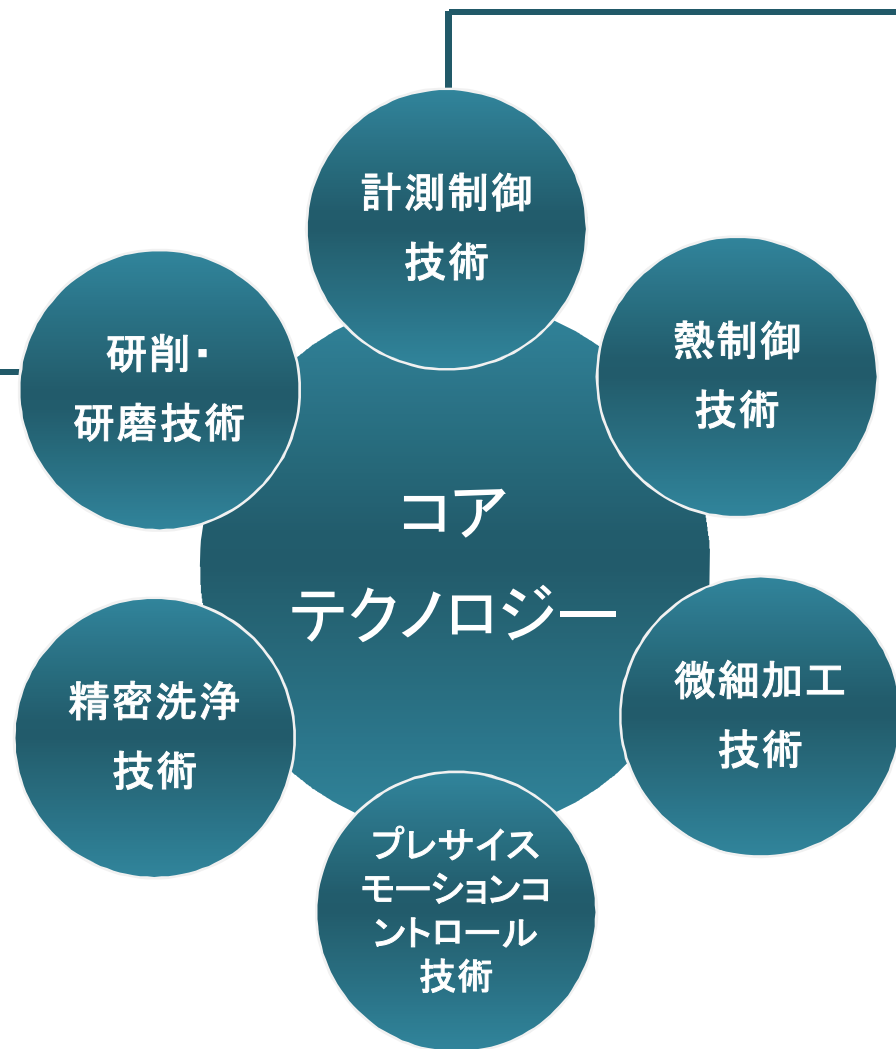 計測制御
技術
熱制御
技術
研削・
研磨技術
コア
テクノロジー
微細加工
技術
精密洗浄
技術
プレサイス
モーションコ
ントロール
技術